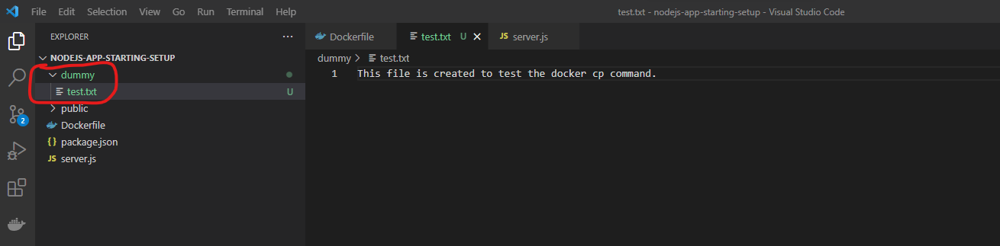 File Edit Selection View Go Run Terminal Help
test.txt - nodejs-app-starting-setup - Visual Studio Code
EXPLORER
NODEJS-APP-STARTING-SETUP
dummy
test.txt U
public
Dockerfile
{} package.json
JS server.js
2
Dockerfile
test.txt U
JS server.js
dummy > test.txt
1 This file is created to test the docker cp command.